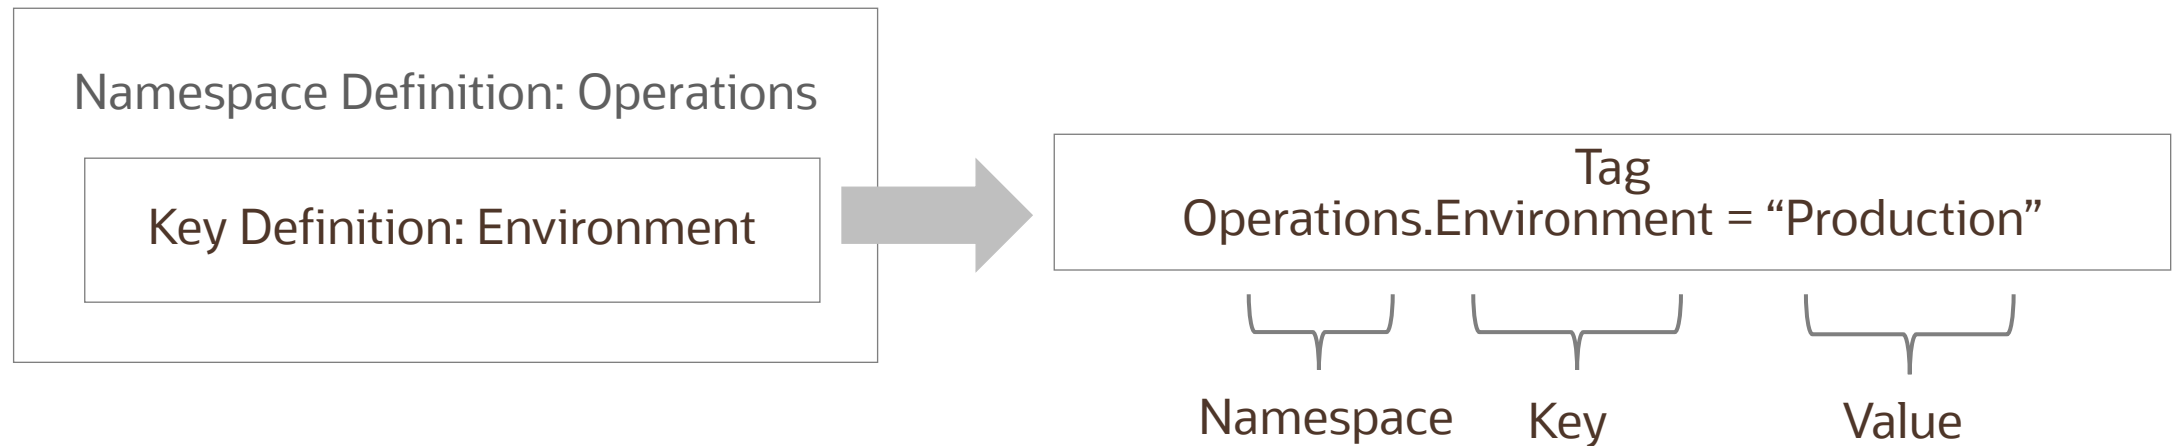 Namespace Definition: Operations
Key Definition: Environment
Tag
Operations.Environment = “Production”
Namespace
Key
Value